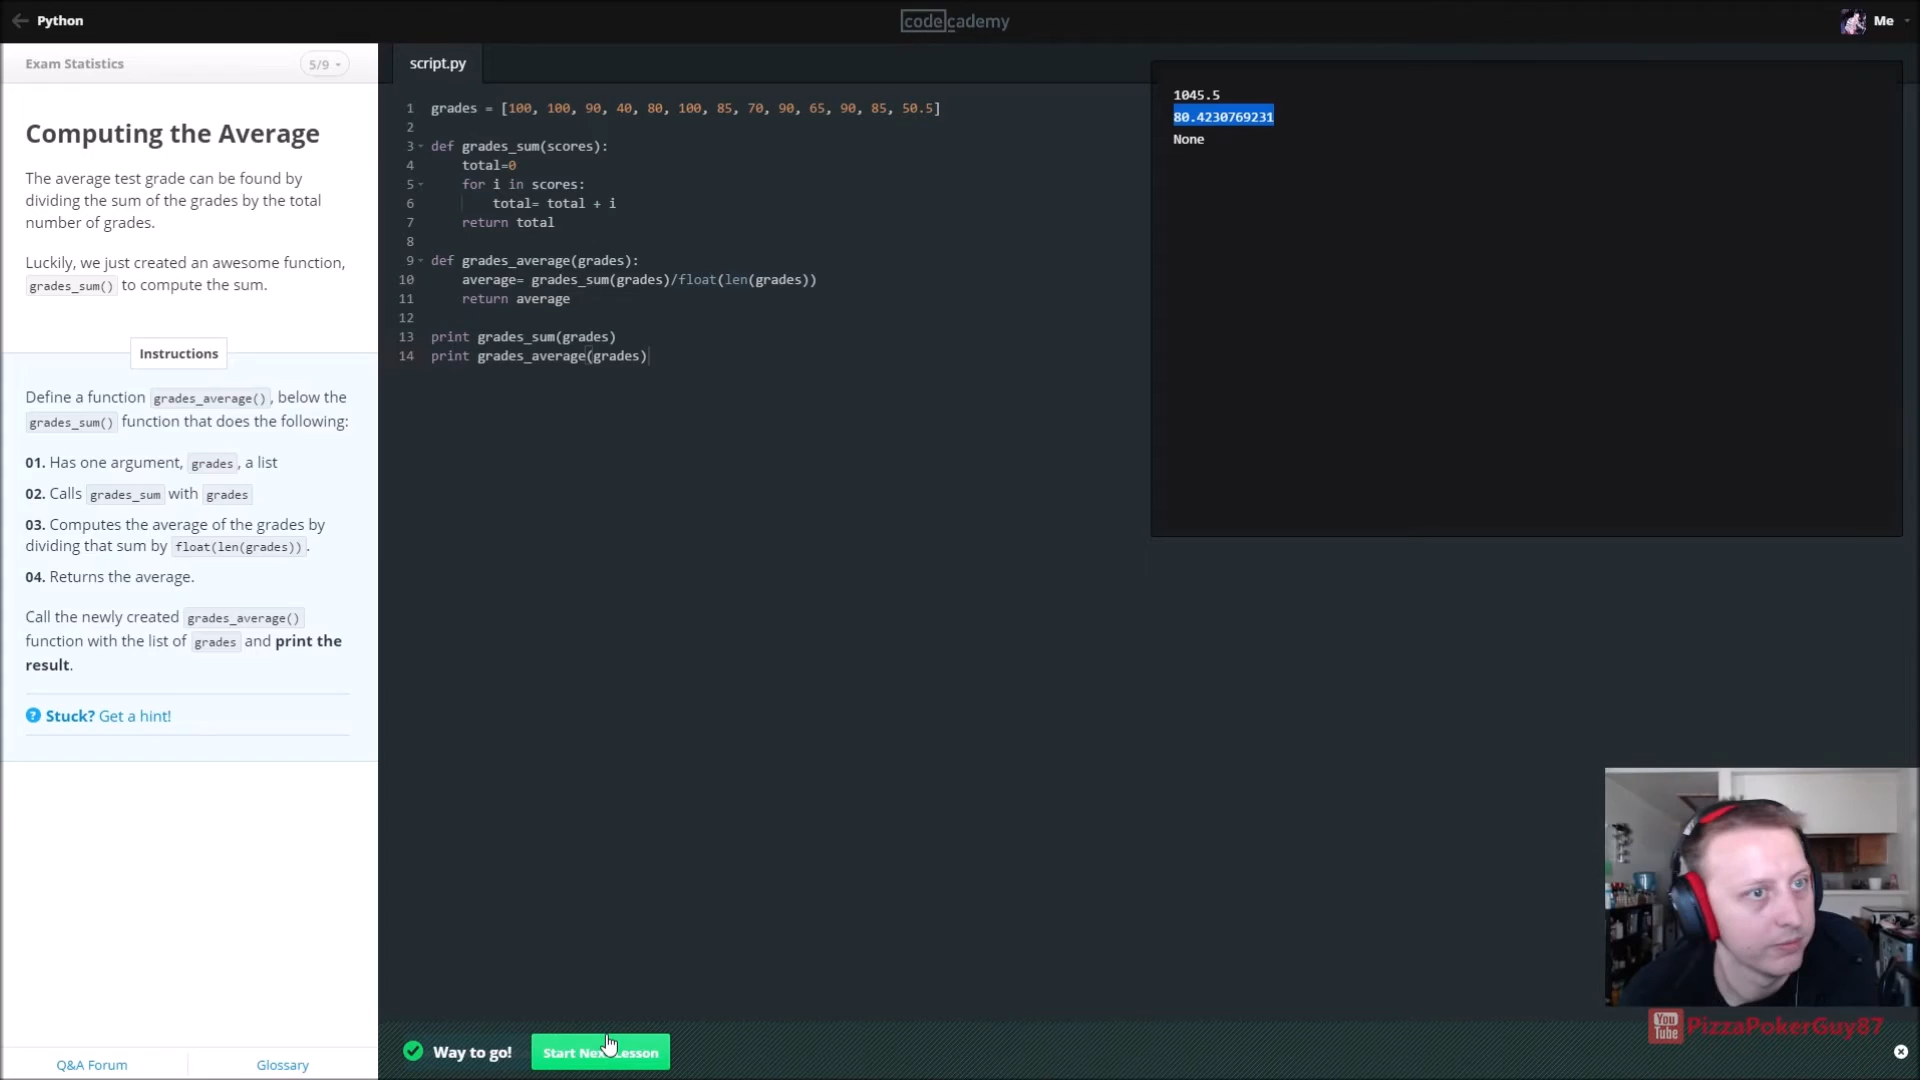 Python
codecademy
Me
Exam Statistics
5/9
script.py
Computing the Average
The average test grade can be found by
dividing the sum of the grades by the total
number of grades.
Luckily, we just created an awesome function,
grades_sum() to compute the sum.
Instructions
Define a function grades_average(), below the
grades_sum() function that does the following:
01. Has one argument, grades, a list
02. Calls grades_sum with grades
03. Computes the average of the grades by
dividing that sum by float(len(grades)).
04. Returns the average.
Call the newly created grades_average()
function with the list of grades and print the
result.
Stuck? Get a hint!
Q&A Forum
Glossary
1 grades = [100, 100, 90, 40, 80, 100, 85, 70, 90, 65, 90, 85, 50.5]
2
3 def grades_sum(scores):
4 total=0
5 for i in scores:
6 total= total + i
7 return total
8
9 def grades_average(grades):
10 average= grades_sum(grades)/float(len(grades))
11 return average
12
13 print grades_sum(grades)
14 print grades_average(grades)
1045.5
80.4230769231
None
Way to go!
Start Next Lesson
You Tube PizzaPokerGuy87